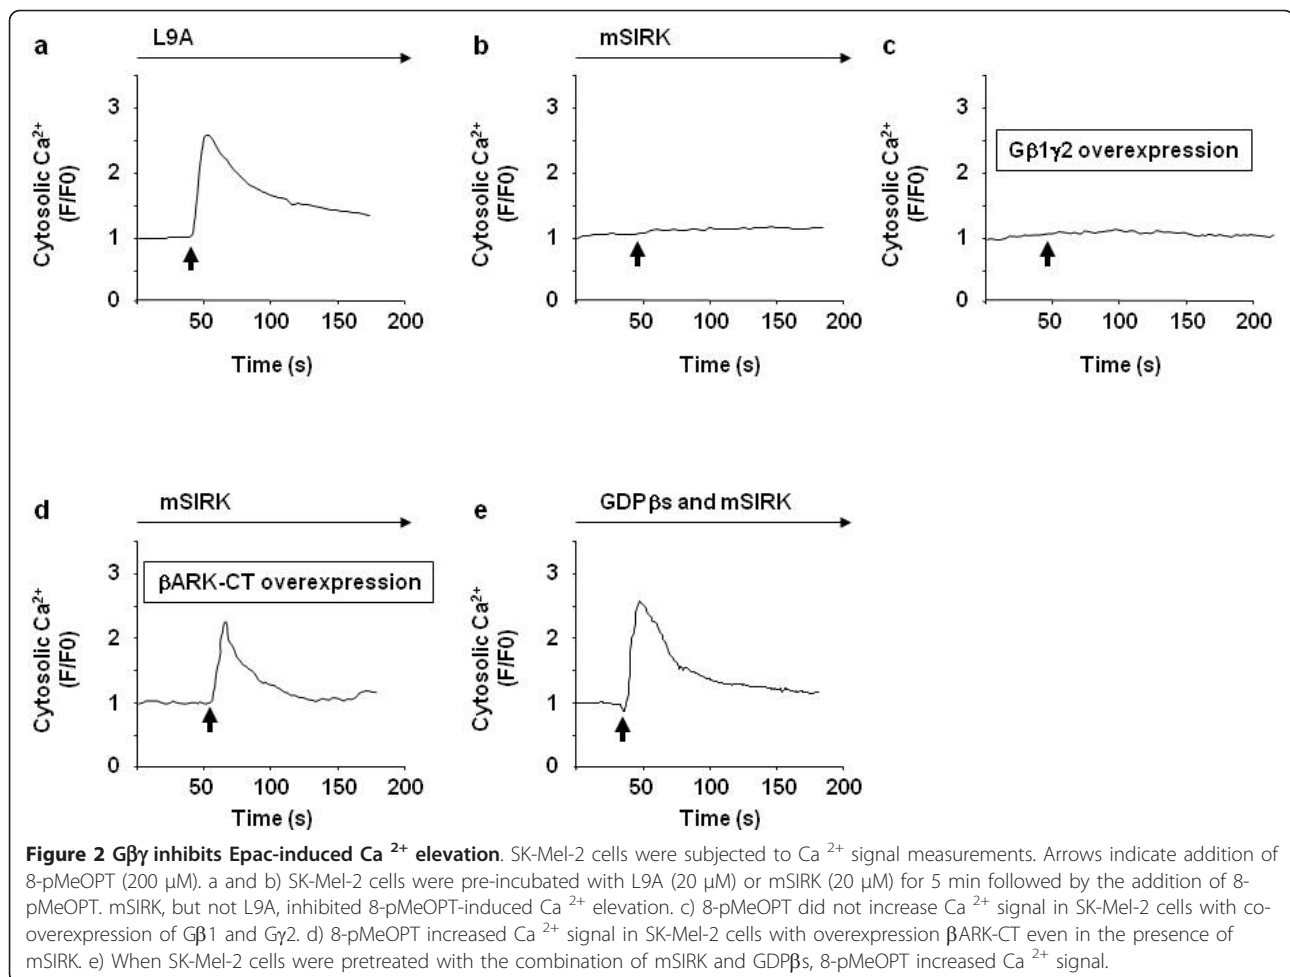 a
L9A
3
2
1
0
Cytosolic Ca2+
(F/F0)
50 100 150 200
Time (s)
b
mSIRK
3
2
1
0
Cytosolic Ca2+
(F/F0)
50 100 150 200
Time (s)
c
Gβ1γ2 overexpression
3
2
1
0
Cytosolic Ca2+
(F/F0)
50 100 150 200
Time (s)
d
mSIRK
βARK-CT overexpression
3
2
1
0
Cytosolic Ca2+
(F/F0)
50 100 150 200
Time (s)
e
GDPβs and mSIRK
3
2
1
0
Cytosolic Ca2+
(F/F0)
50 100 150 200
Time (s)
Figure 2 Gβγ inhibits Epac-induced Ca 2+ elevation. SK-Mel-2 cells were subjected to Ca 2+ signal measurements. Arrows indicate addition of
8-pMeOPT (200 μM). a and b) SK-Mel-2 cells were pre-incubated with L9A (20 μM) or mSIRK (20 μM) for 5 min followed by the addition of 8-
pMeOPT. mSIRK, but not L9A, inhibited 8-pMeOPT-induced Ca 2+ elevation. c) 8-pMeOPT did not increase Ca 2+ signal in SK-Mel-2 cells with co-
overexpression of Gβ1 and Gγ2. d) 8-pMeOPT increased Ca 2+ signal in SK-Mel-2 cells with overexpression βARK-CT even in the presence of
mSIRK. e) When SK-Mel-2 cells were pretreated with the combination of mSIRK and GDPβs, 8-pMeOPT increased Ca 2+ signal.